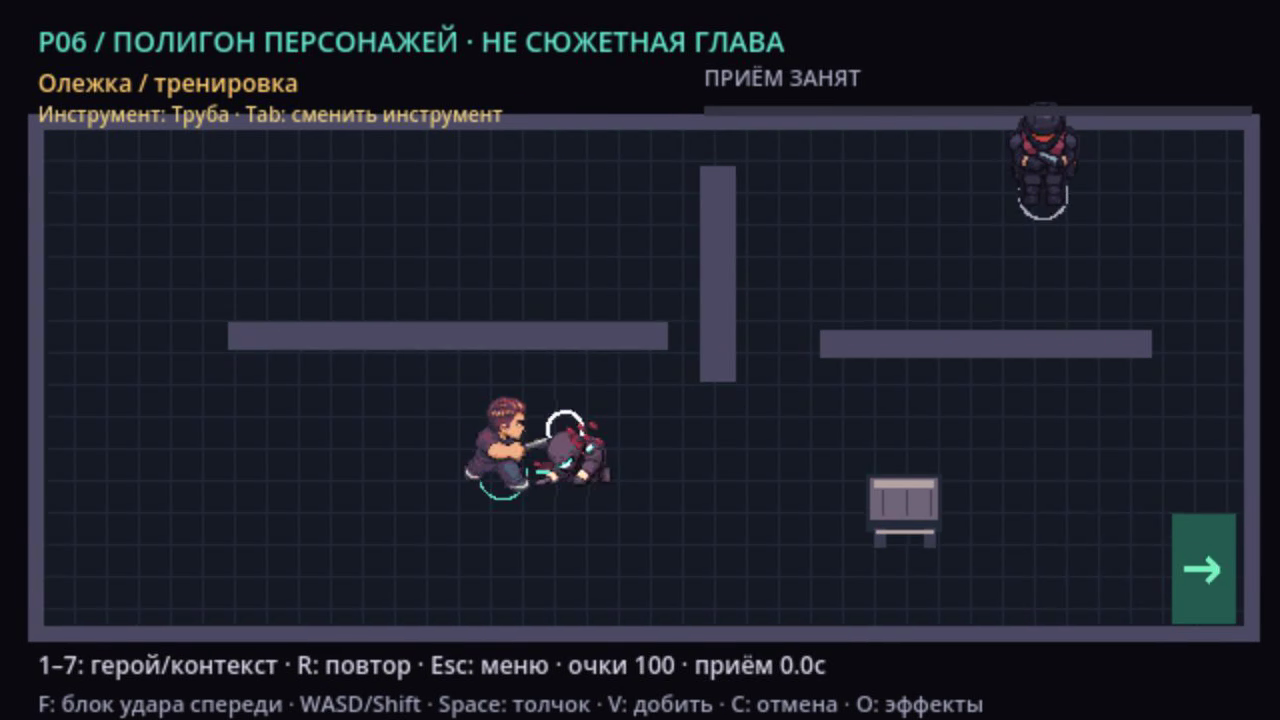 P06 / ПОЛИГОН ПЕРСОНАЖЕЙ · НЕ СЮЖЕТНАЯ ГЛАВА
Олежка / тренировка
ПРИЁМ ЗАНЯТ
Инструмент: Труба · Tab: сменить инструмент
→
1–7: герой/контекст · R: повтор · Esc: меню · очки 100 · приём 0.0с
F: блок удара спереди · WASD/Shift · Space: толчок · V: добить · C: отмена · O: эффекты